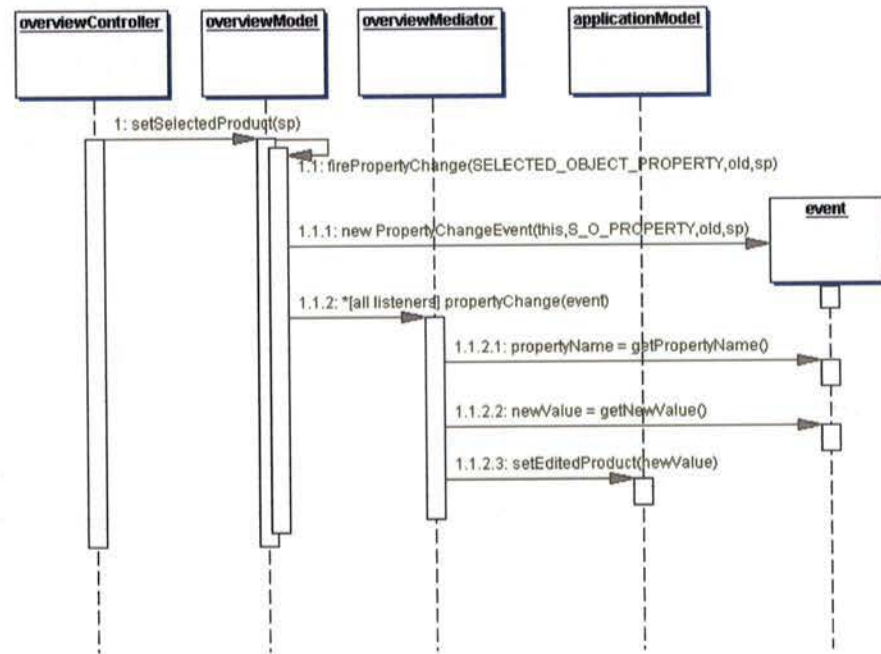 overviewController
overviewModel
overviewMediator
applicationModel
1: setSelectedProduct(sp)
1.1: firePropertyChange(SELECTED_OBJECT_PROPERTY,old,sp)
event
1.1.1: new PropertyChangeEvent(this,S_O_PROPERTY,old,sp)
1.1.2: *[all listeners] propertyChange(event)
1.1.2.1: propertyName = getPropertyName()
1.1.2.2: newValue = getNewValue()
1.1.2.3: setEditedProduct(newValue)